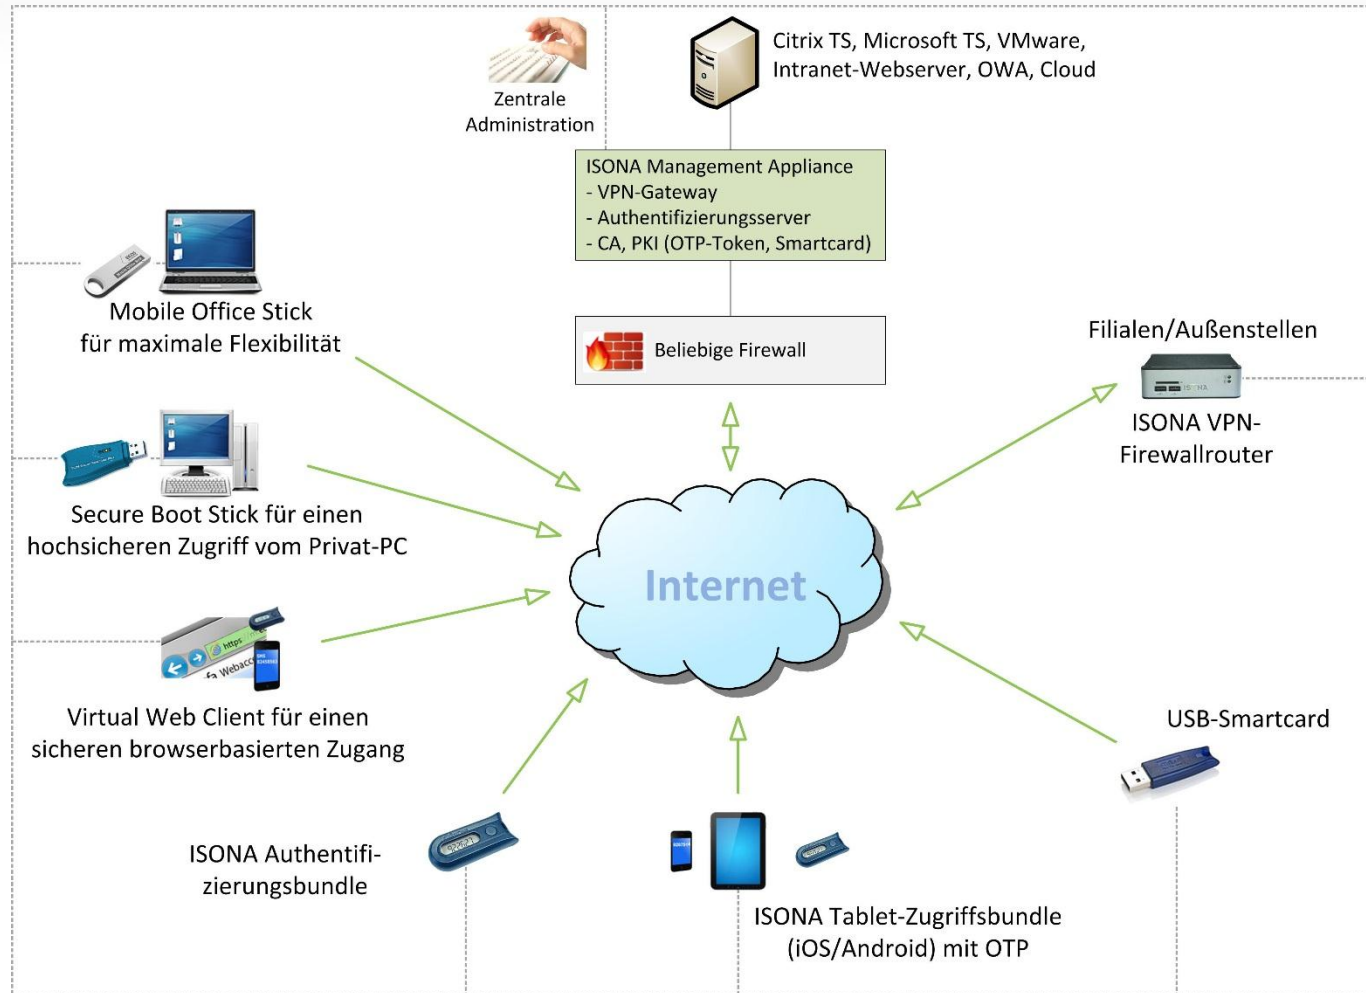 Zentrale
Administration
Citrix TS, Microsoft TS, VMware,
Intranet-Webserver, OWA, Cloud
ISONA Management Appliance
- VPN-Gateway
- Authentifizierungsserver
- CA, PKI (OTP-Token, Smartcard)
Beliebige Firewall
Mobile Office Stick
für maximale Flexibilität
Filialen/Außenstellen
ISONA
ISONA VPN-
Firewallrouter
Secure Boot Stick für einen
hochsicheren Zugriff vom Privat-PC
Internet
https://
Webacc
SMS
Virtual Web Client für einen
sicheren browserbasierten Zugang
USB-Smartcard
ISONA Authentifi-
zierungsbundle
ISONA Tablet-Zugriffsbundle
(iOS/Android) mit OTP